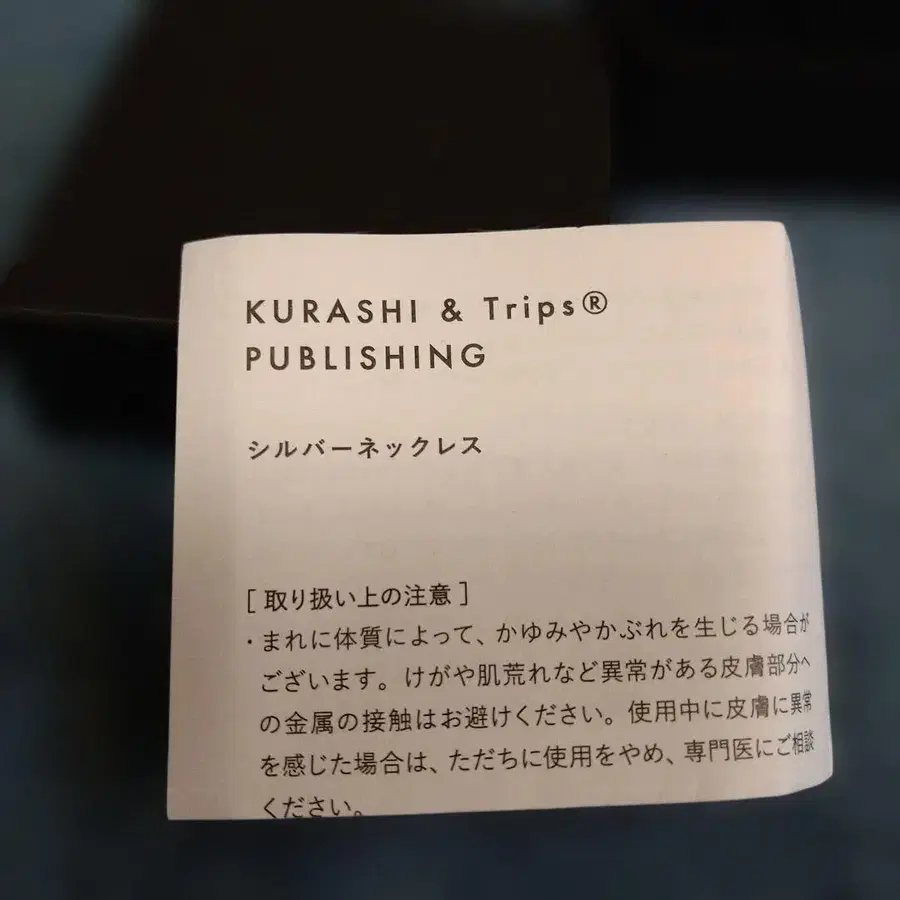 KURASHI & Trips®
PUBLISHING
シルバーネックレス
[ 取り扱い上の注意 ]
・まれに体質によって、かゆみやかぶれを生じる場合が
ございます。けがや肌荒れなど異常がある皮膚部分へ
の金属の接触はお避けください。使用中に皮膚に異常
を感じた場合は、ただちに使用をやめ、専門医にご相談
ください。